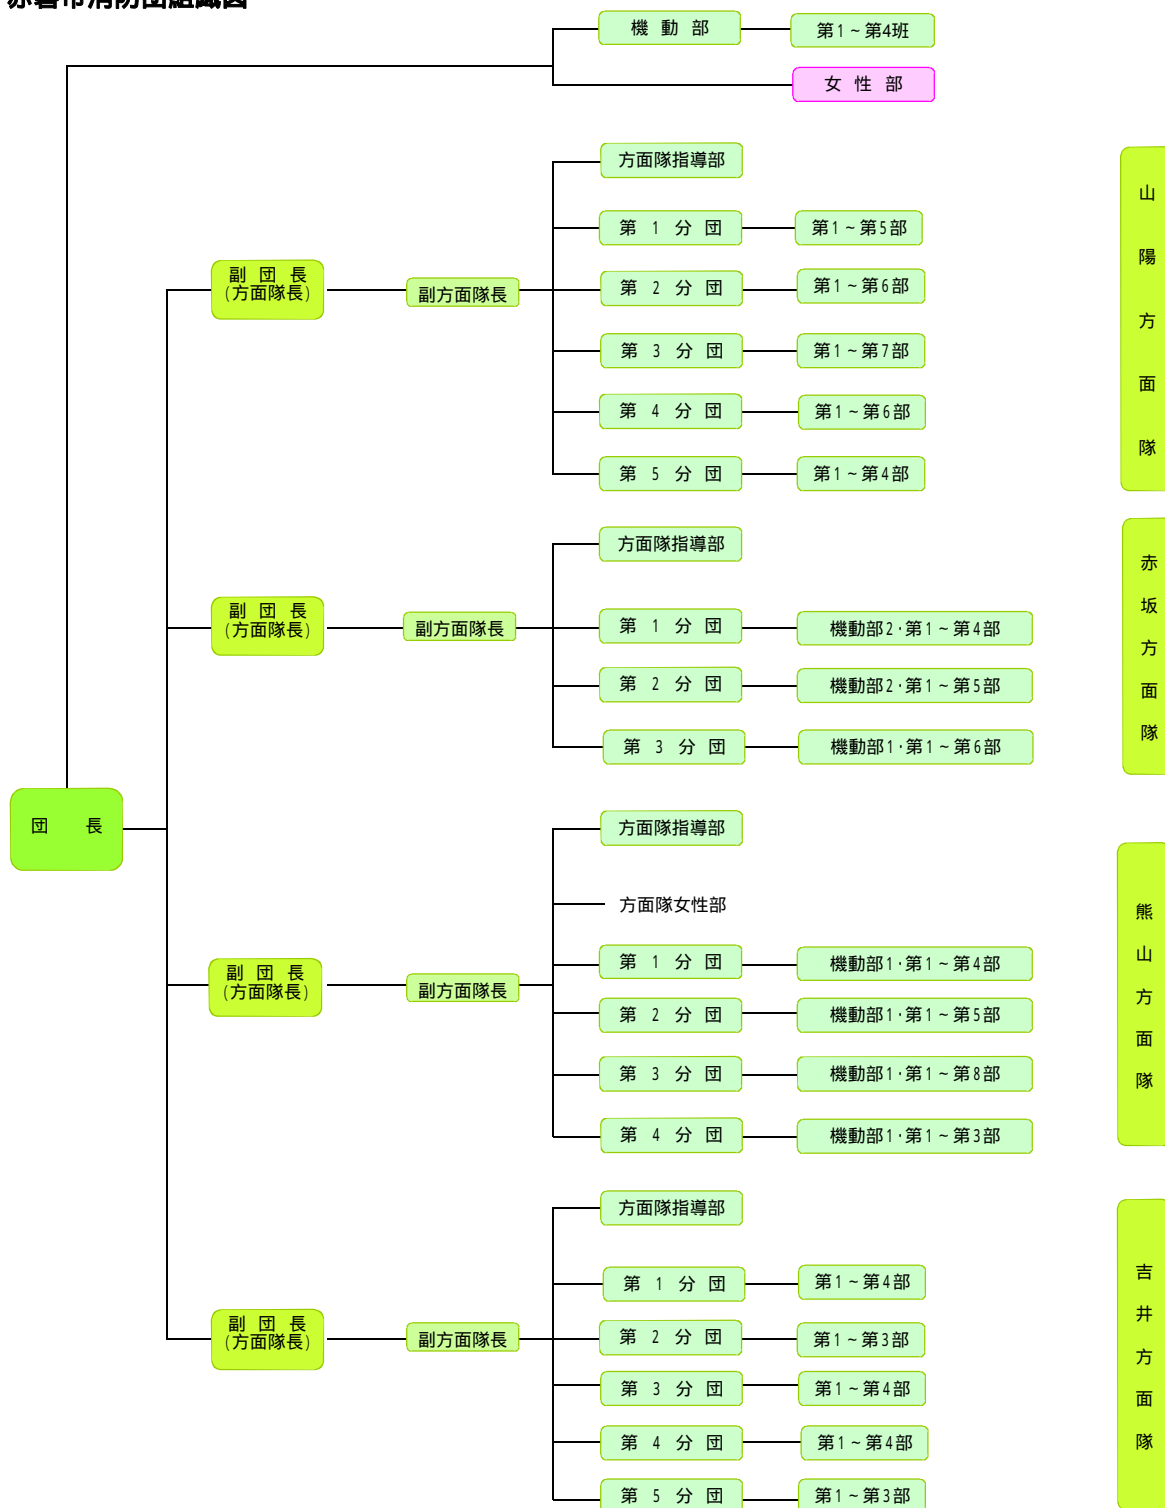 赤磐市消防団組織図
機動部
第1~第4班
女性部
方面隊指導部
第1分団
第1~第5部
副団長
(方面隊長)
副方面隊長
第2分団
第1~第6部
第3分団
第1~第7部
第4分団
第1~第6部
第5分団
第1~第4部
山陽方面隊
方面隊指導部
副団長
(方面隊長)
副方面隊長
第1分団
機動部2・第1~第4部
第2分団
機動部2・第1~第5部
第3分団
機動部1・第1~第6部
赤坂方面隊
団長
方面隊指導部
方面隊女性部
副団長
(方面隊長)
副方面隊長
第1分団
機動部1・第1~第4部
第2分団
機動部1・第1~第5部
第3分団
機動部1・第1~第8部
第4分団
機動部1・第1~第3部
熊山方面隊
方面隊指導部
第1分団
第1~第4部
副団長
(方面隊長)
副方面隊長
第2分団
第1~第3部
第3分団
第1~第4部
第4分団
第1~第4部
第5分団
第1~第3部
吉井方面隊